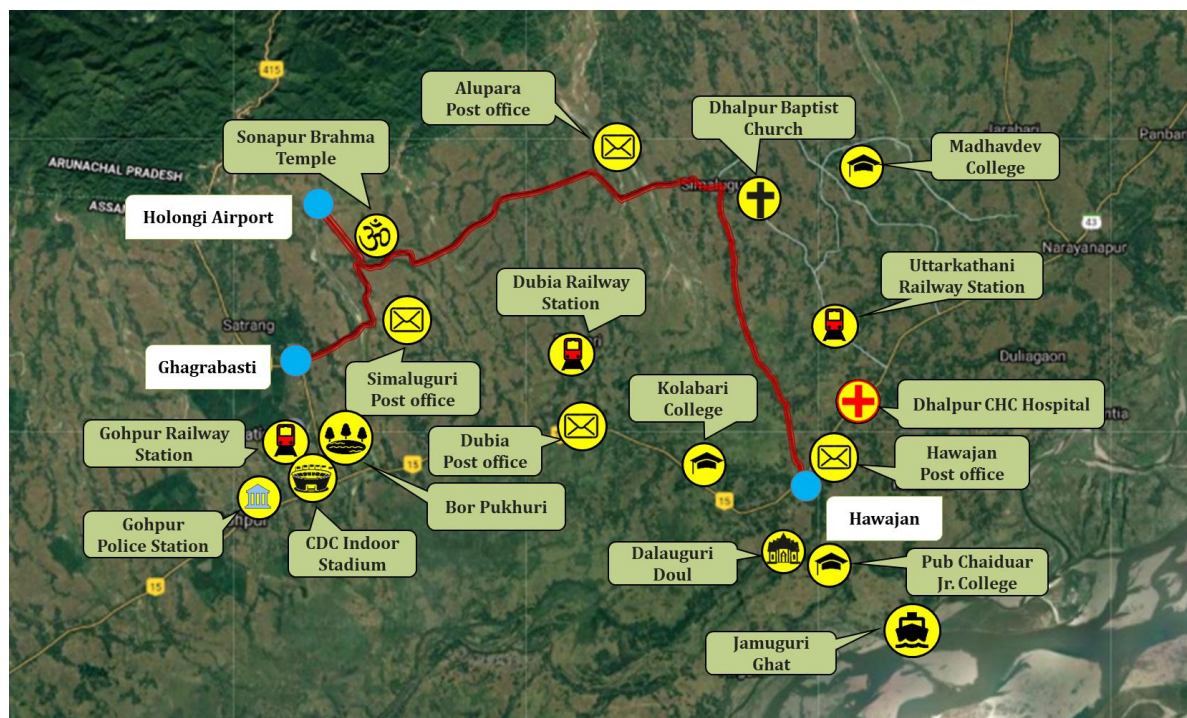 415
Alupara
Post office
Dhalpur Baptist
Church
Madhavdev
College
Sonapur Brahma
Temple
ARUNACHAL PRADESH
Holongi Airport
43
Narayanapur
Uttarkathani
Railway Station
Dubia Railway
Station
Satrang
Ghagrabasti
Simaluguri
Post office
Duliagaon
Kolabari
College
Dhalpur CHC Hospital
Gohpur Railway
Station
Dubia
Post office
15
Hawajan
Post office
Bor Pukhuri
15
Gohpur
Police Station
CDC Indoor
Stadium
Hawajan
Dalauguri
Doul
Pub Chaiduar
Jr. College
15
Jamuguri
Ghat